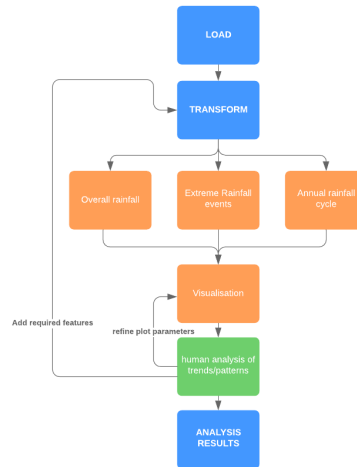 LOAD
TRANSFORM
Overall rainfall
Extreme Rainfall
events
Annual rainfall
cycle
Visualisation
Add required features
refine plot parameters
human analysis of
trends/patterns
ANALYSIS
RESULTS